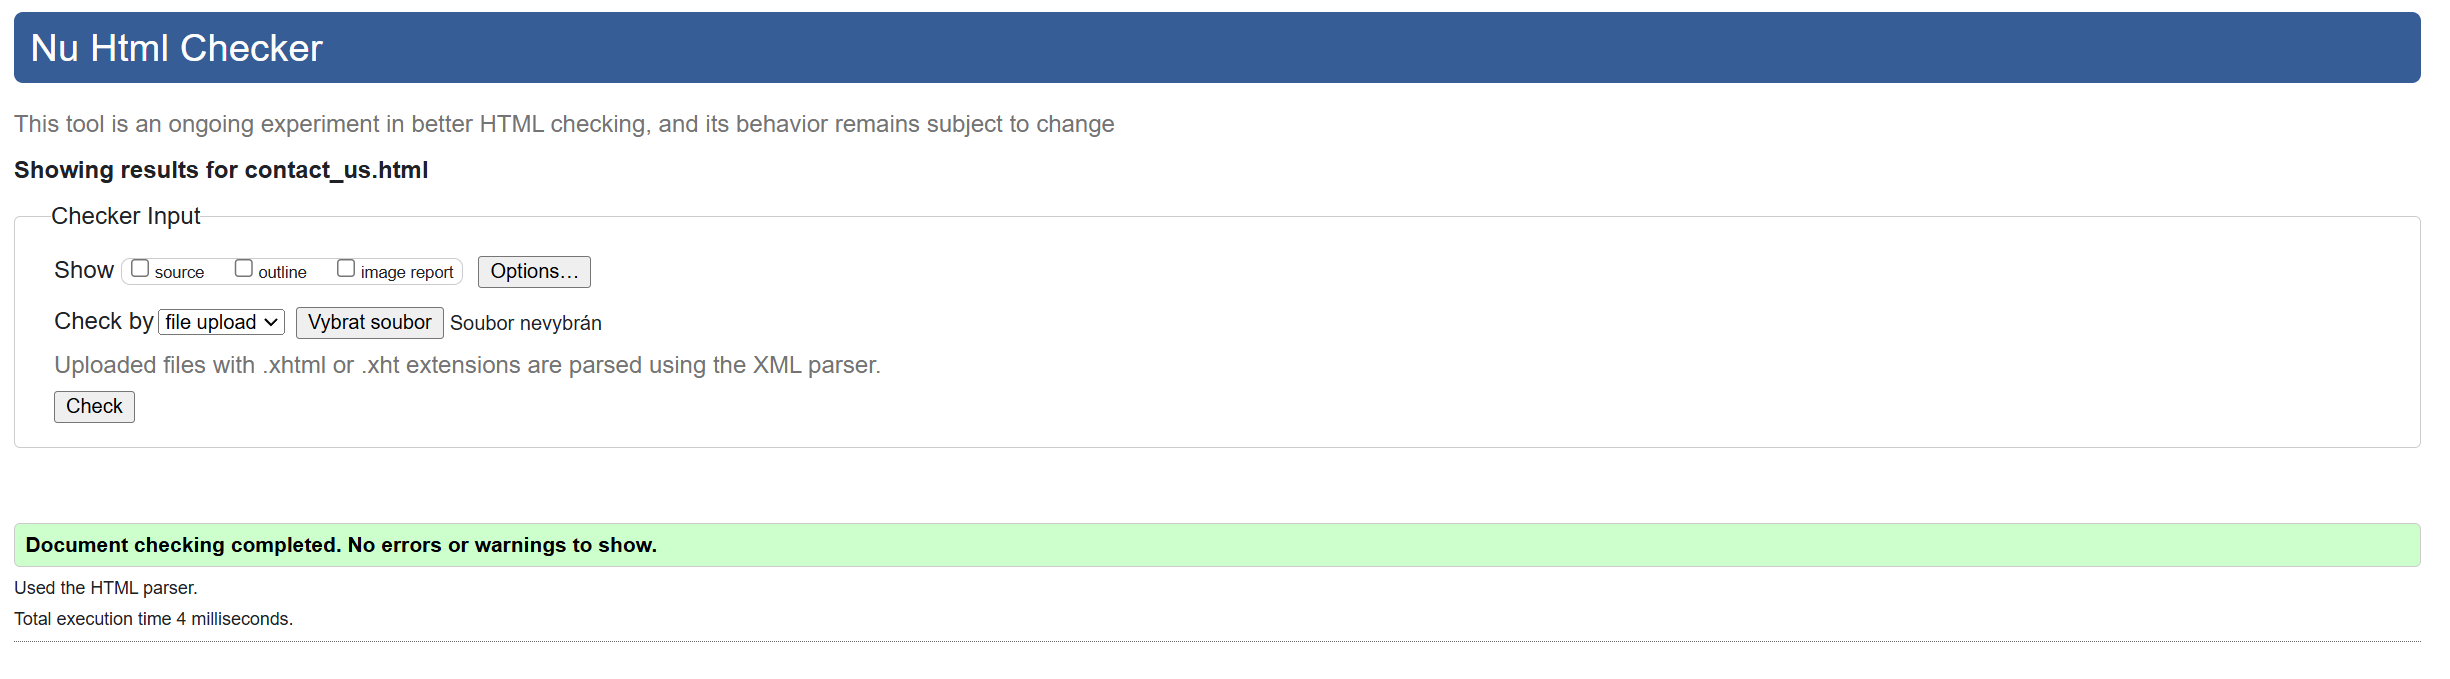 Nu Html Checker
This tool is an ongoing experiment in better HTML checking, and its behavior remains subject to change
Showing results for contact_us.html
Checker Input
Show source outline image report Options…
Check by file upload Vybrat soubor Soubor nevybrán
Uploaded files with .xhtml or .xht extensions are parsed using the XML parser.
Check
Document checking completed. No errors or warnings to show.
Used the HTML parser.
Total execution time 4 milliseconds.